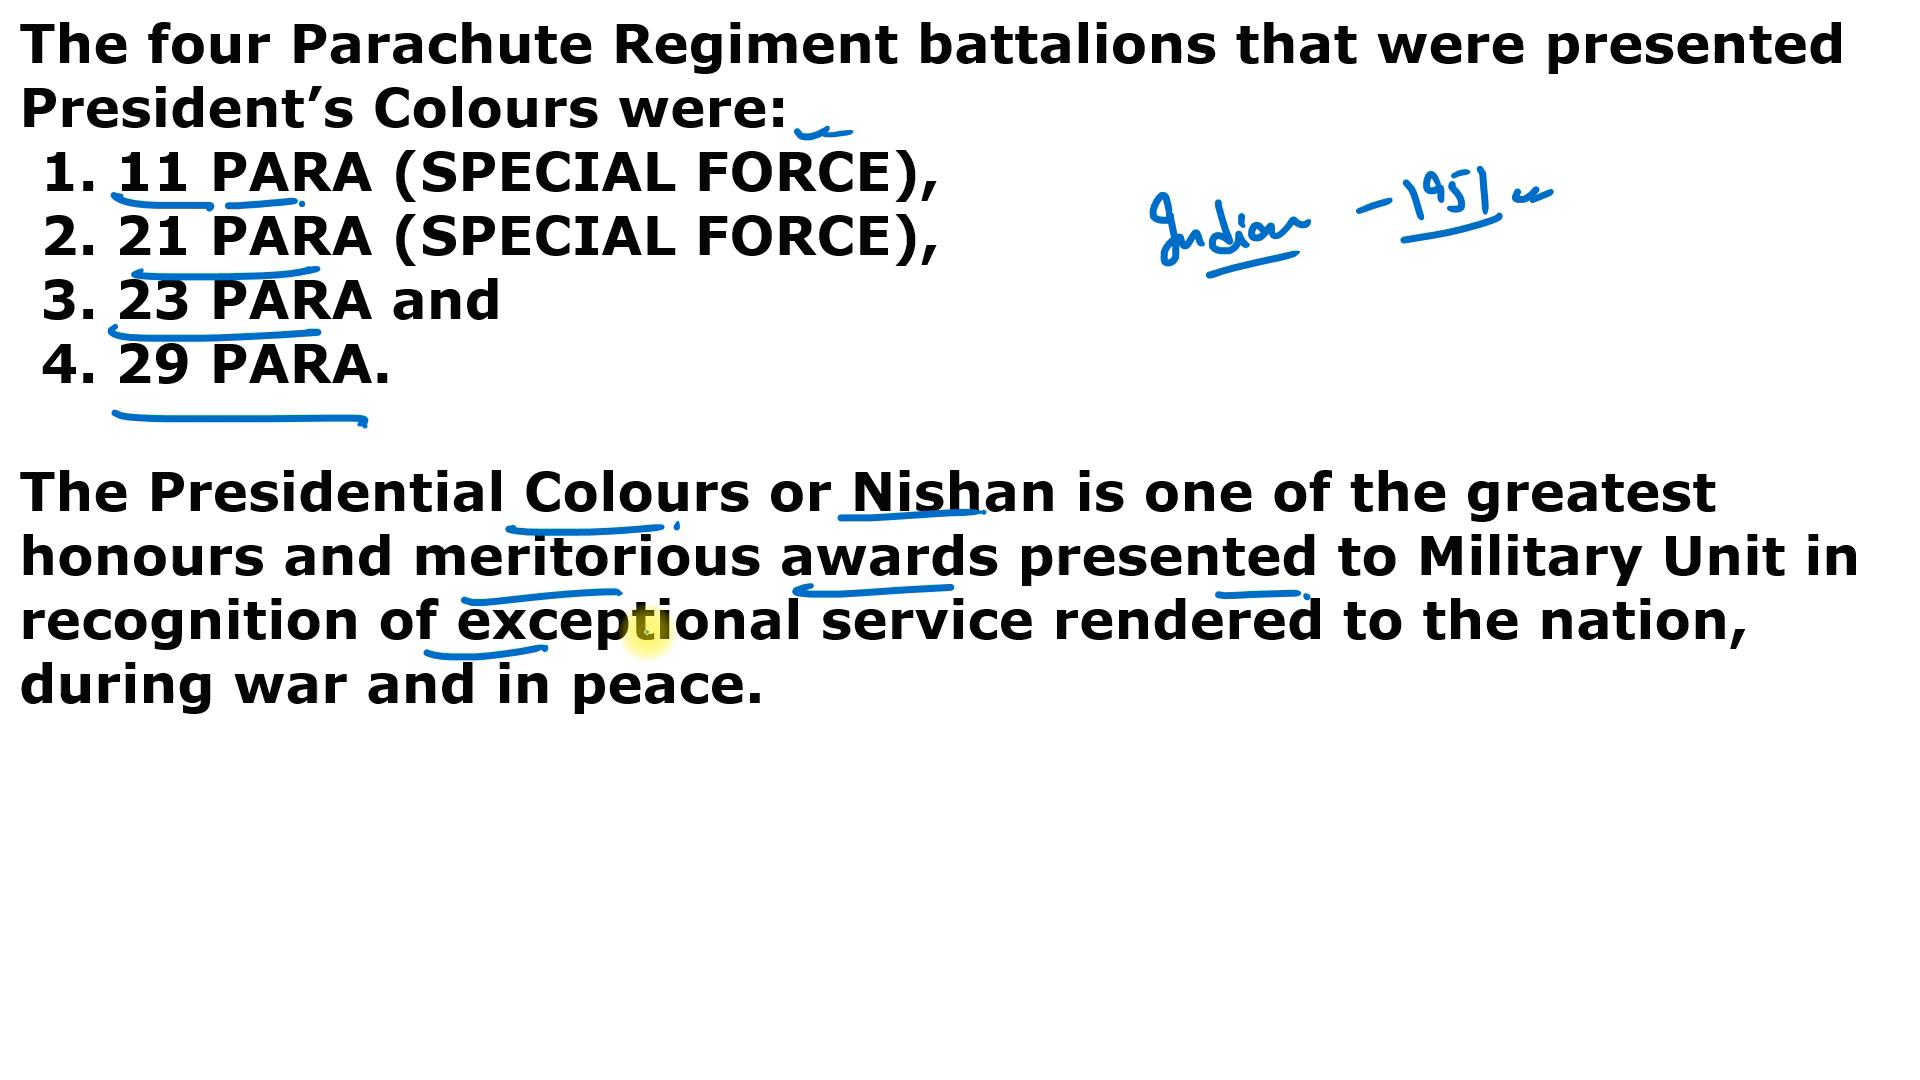 The four Parachute Regiment battalions that were presented
President’s Colours were:
1. 11 PARA (SPECIAL FORCE),
2. 21 PARA (SPECIAL FORCE),
3. 23 PARA and
4. 29 PARA.
Indian - 1951
The Presidential Colours or Nishan is one of the greatest
honours and meritorious awards presented to Military Unit in
recognition of exceptional service rendered to the nation,
during war and in peace.